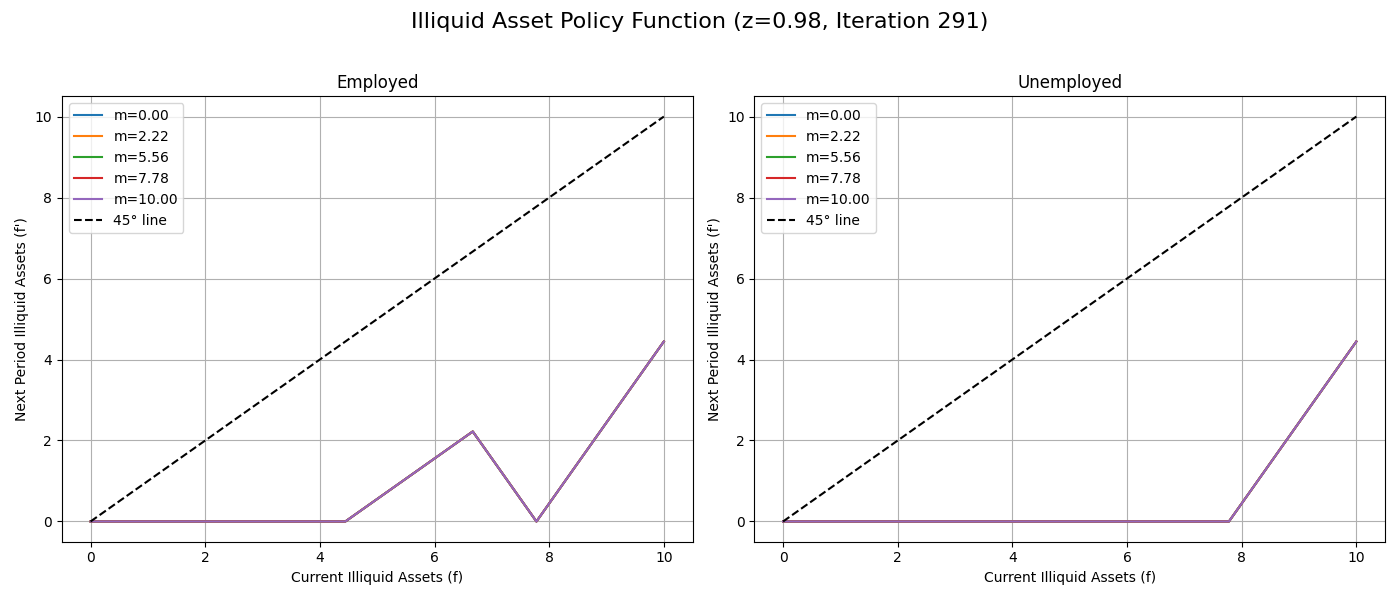 Illiquid Asset Policy Function (z=0.98, Iteration 291)
Employed
m=0.00
m=2.22
m=5.56
m=7.78
m=10.00
45° line
Next Period Illiquid Assets (f')
10
8
6
4
2
0
0 2 4 6 8 10
Current Illiquid Assets (f)
Unemployed
m=0.00
m=2.22
m=5.56
m=7.78
m=10.00
45° line
Next Period Illiquid Assets (f')
10
8
6
4
2
0
0 2 4 6 8 10
Current Illiquid Assets (f)